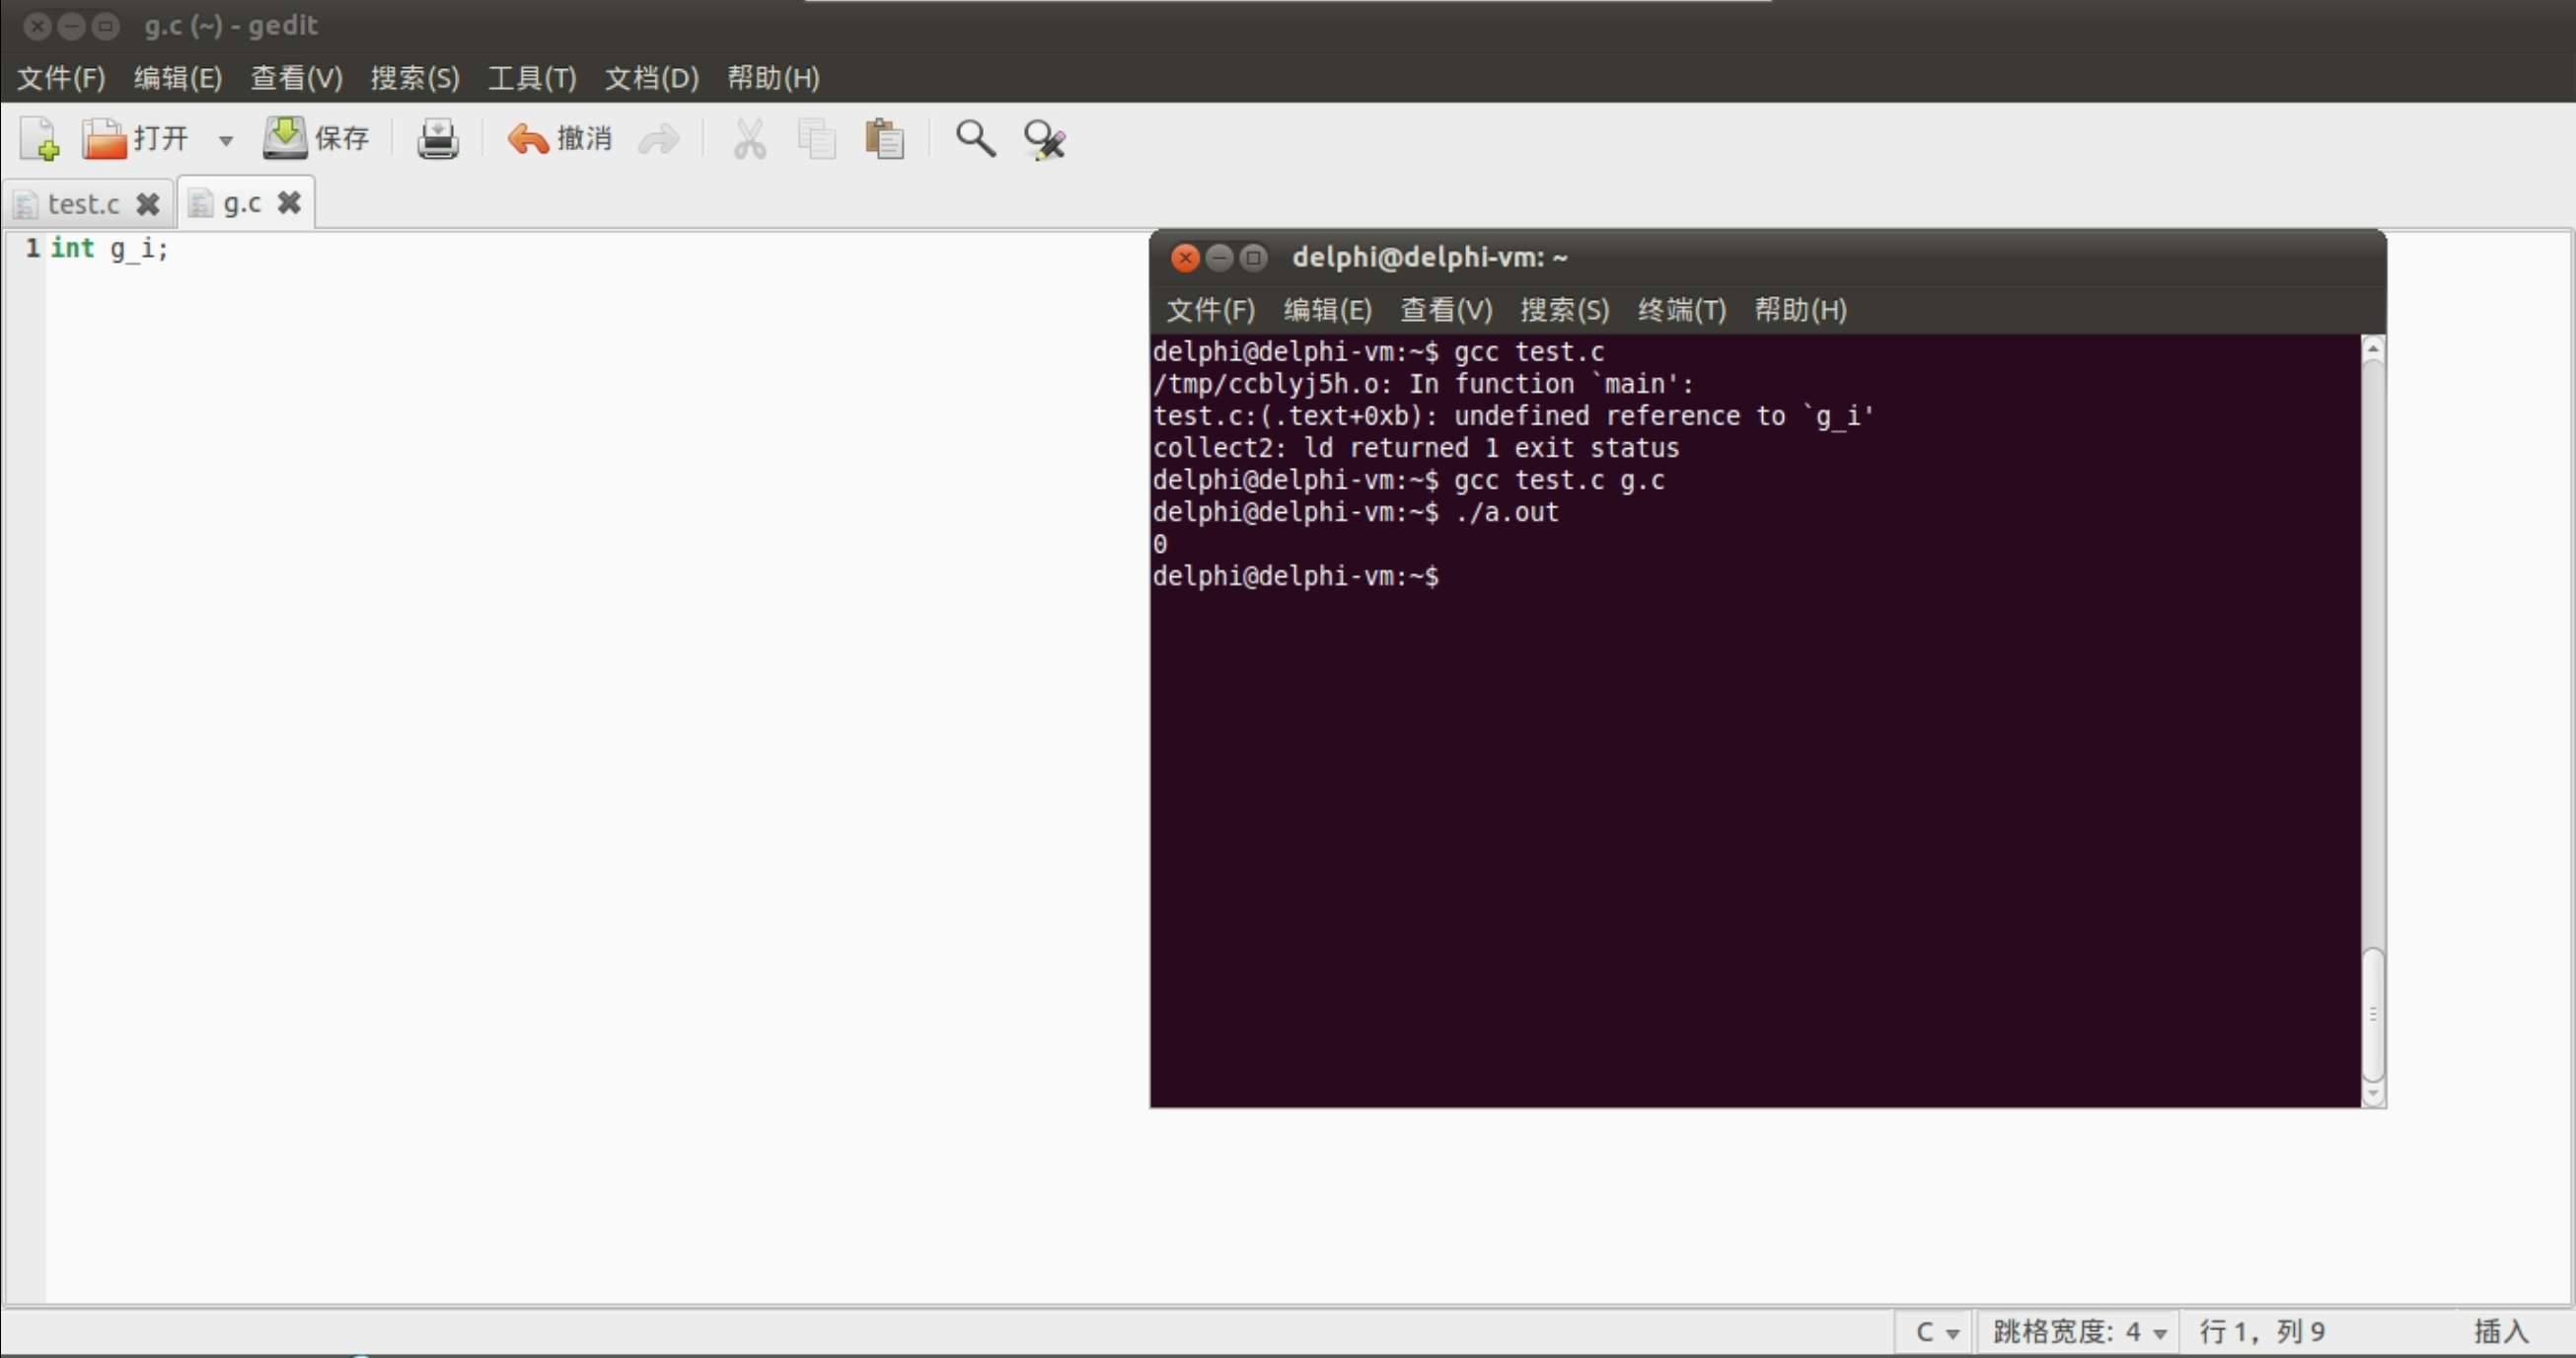 g.c (~) - gedit
文件(F) 编辑(E) 查看(V) 搜索(S) 工具(T) 文档(D) 帮助(H)
打开 保存 撤消
test.c g.c
1 int g_i;
delphi@delphi-vm: ~
文件(F) 编辑(E) 查看(V) 搜索(S) 终端(T) 帮助(H)
delphi@delphi-vm:~$ gcc test.c
/tmp/ccblyj5h.o: In function `main':
test.c:(.text+0xb): undefined reference to `g_i'
collect2: ld returned 1 exit status
delphi@delphi-vm:~$ gcc test.c g.c
delphi@delphi-vm:~$ ./a.out
0
delphi@delphi-vm:~$
C 跳格宽度: 4 行 1，列 9 插入